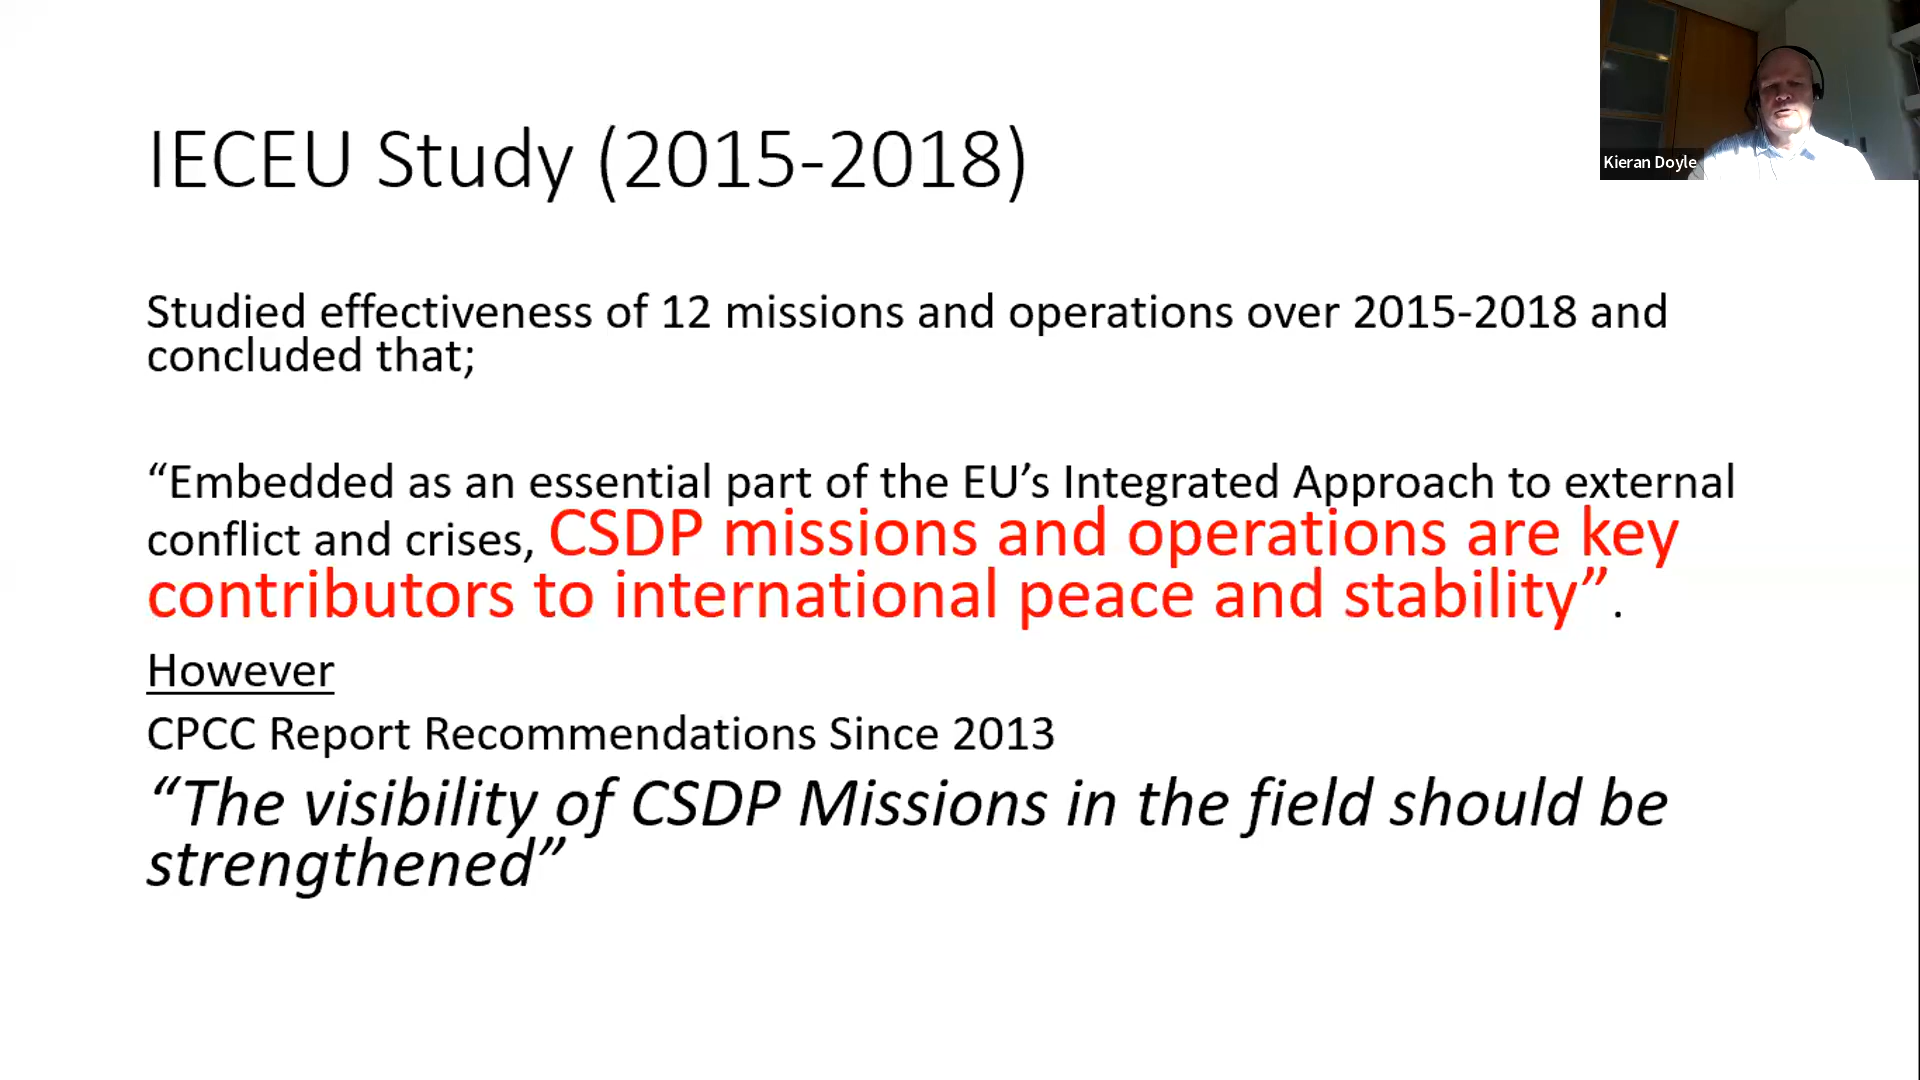 IECEU Study (2015-2018)
Kieran Doyle
Studied effectiveness of 12 missions and operations over 2015-2018 and
concluded that;
“Embedded as an essential part of the EU’s Integrated Approach to external
conflict and crises, CSDP missions and operations are key
contributors to international peace and stability”.
However
CPCC Report Recommendations Since 2013
“The visibility of CSDP Missions in the field should be
strengthened”